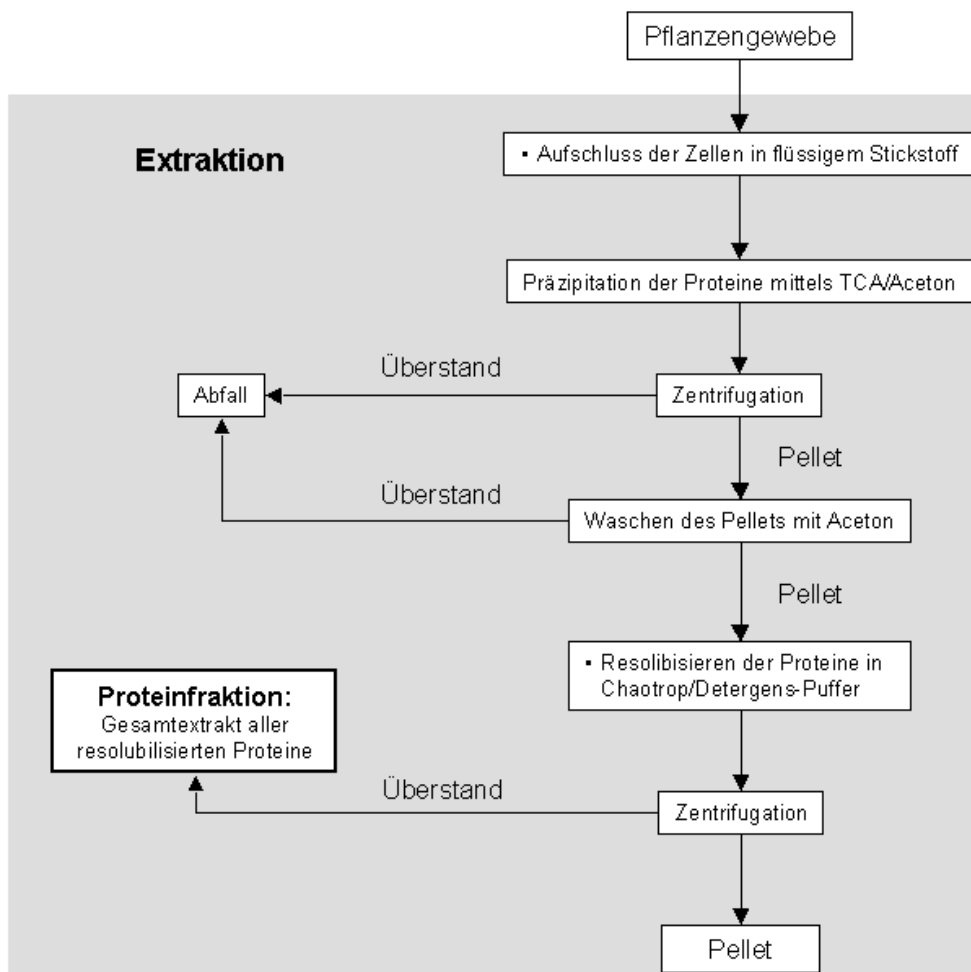 Pflanzengewebe
Extraktion
▪ Aufschluss der Zellen in flüssigem Stickstoff
Präzipitation der Proteine mittels TCA/Aceton
Überstand
Abfall
Zentrifugation
Pellet
Überstand
Waschen des Pellets mit Aceton
Pellet
▪ Resolibisieren der Proteine in
Chaotrop/Detergens-Puffer
Proteinfraktion:
Gesamtextrakt aller
resolubilisierten Proteine
Überstand
Zentrifugation
Pellet